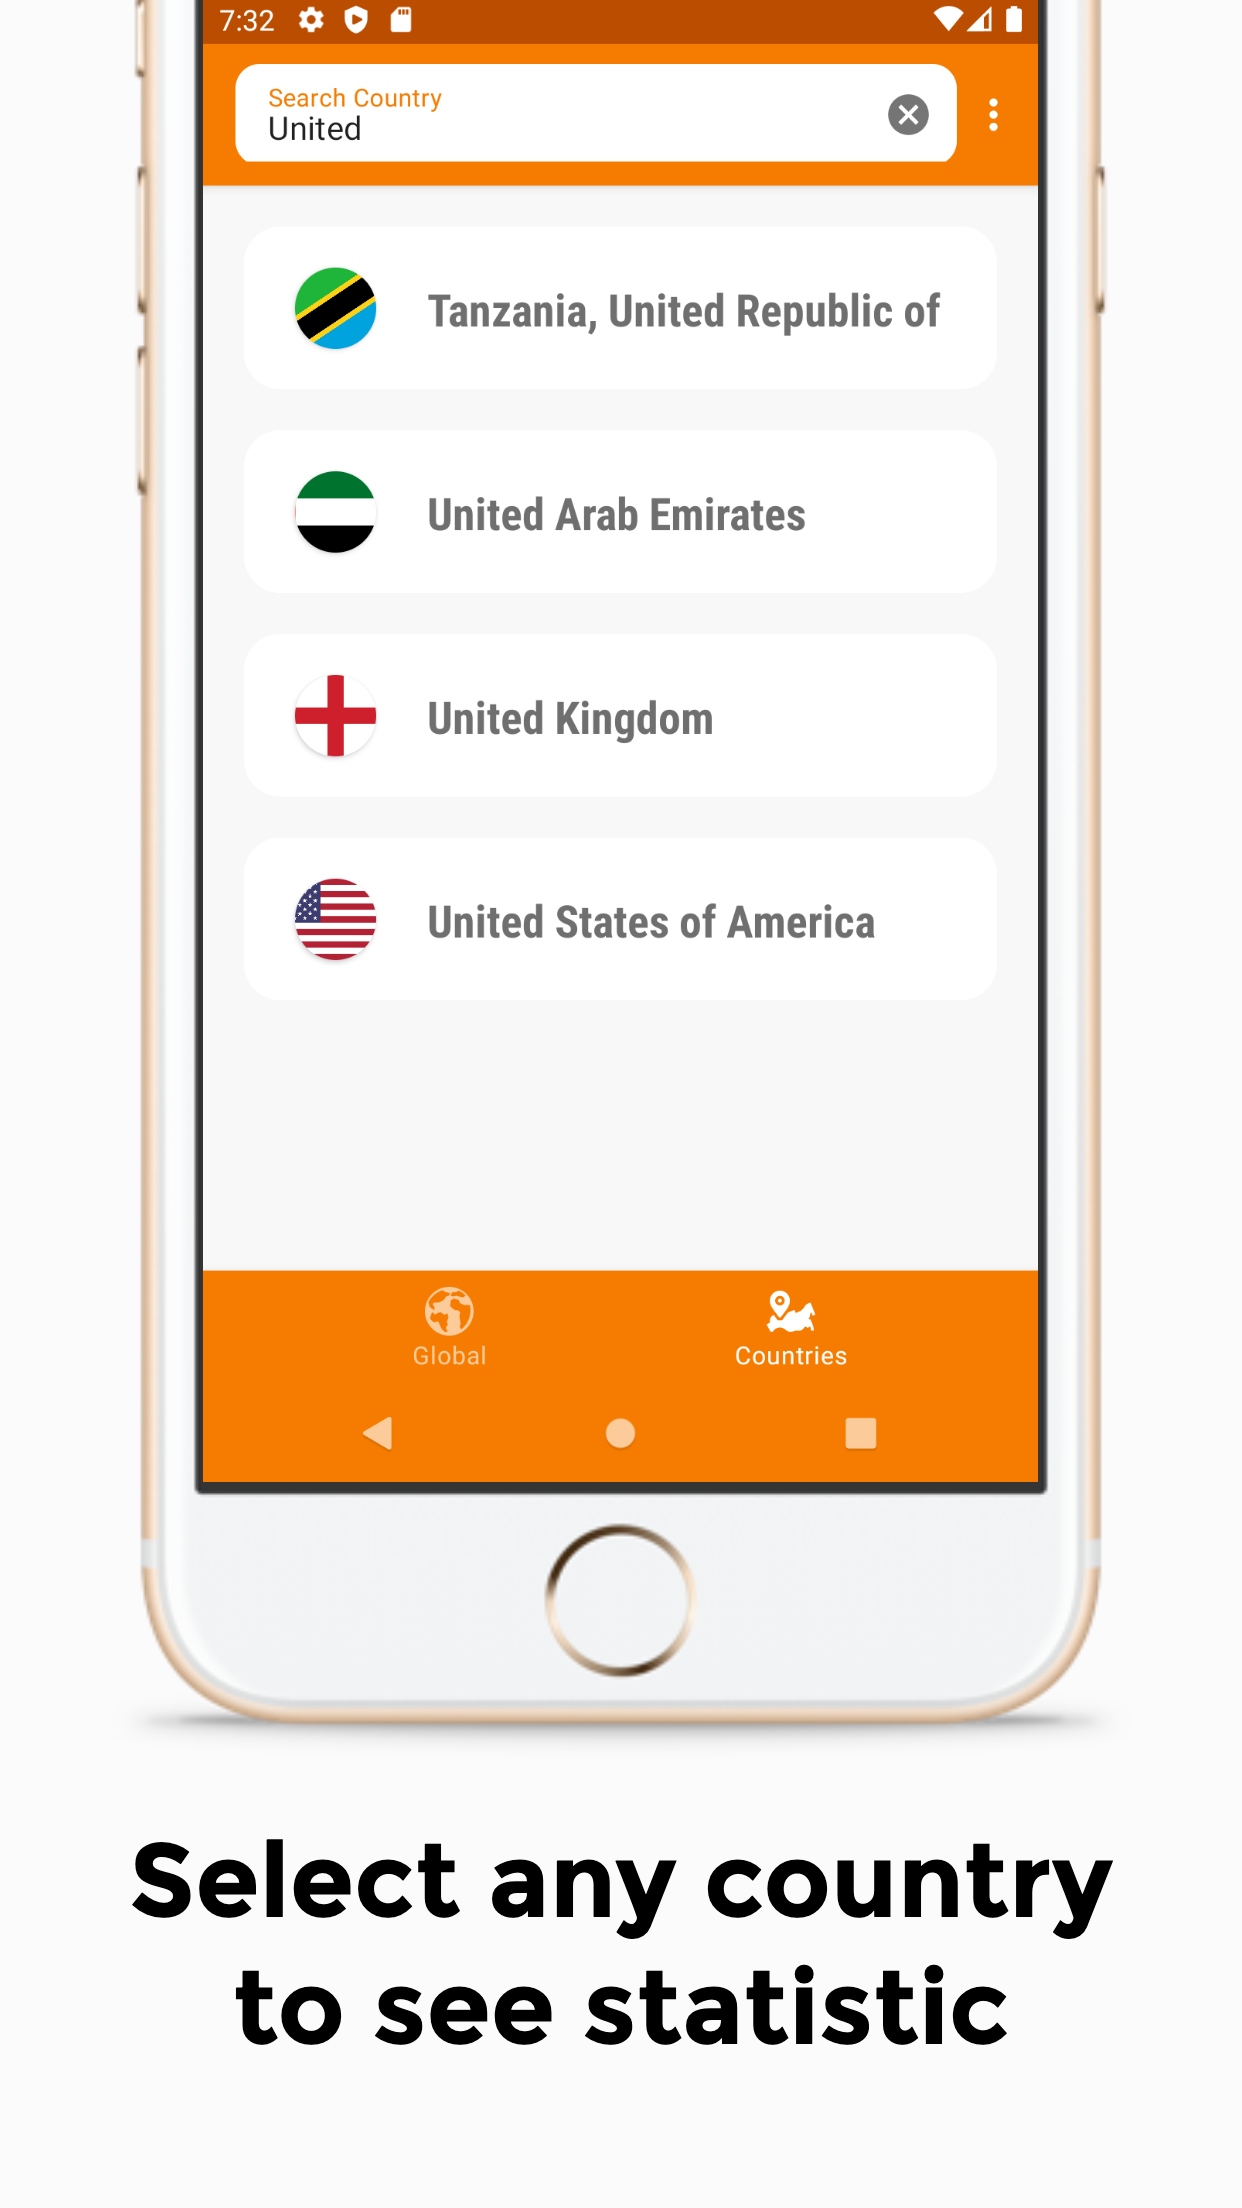 7:32
Search Country
United
Tanzania, United Republic of
United Arab Emirates
United Kingdom
United States of America
Global
Countries
Select any country
to see statistic